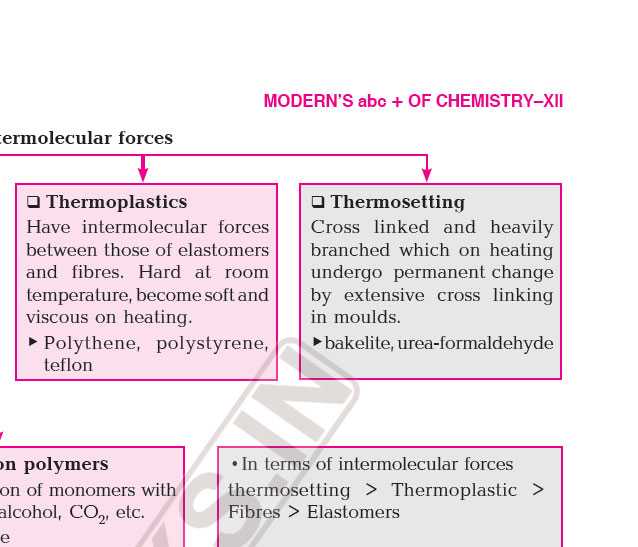 MODERN'S abc + OF CHEMISTRY–XII
termolecular forces
❑ Thermoplastics
Have intermolecular forces
between those of elastomers
and fibres. Hard at room
temperature, become soft and
viscous on heating.
▸ Polythene, polystyrene,
teflon
❑ Thermosetting
Cross linked and heavily
branched which on heating
undergo permanent change
by extensive cross linking
in moulds.
▸ bakelite, urea-formaldehyde
on polymers
on of monomers with
alcohol, CO₂, etc.
e
• In terms of intermolecular forces
thermosetting > Thermoplastic >
Fibres > Elastomers
S.IN